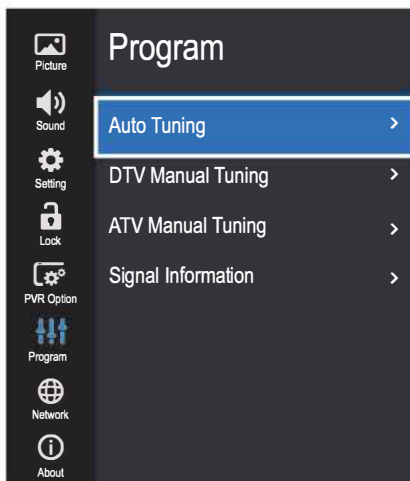 Picture
Sound
Setting
Lock
PVR Option
Program
Network
About
Program
Auto Tuning
DTV Manual Tuning
ATV Manual Tuning
Signal Information